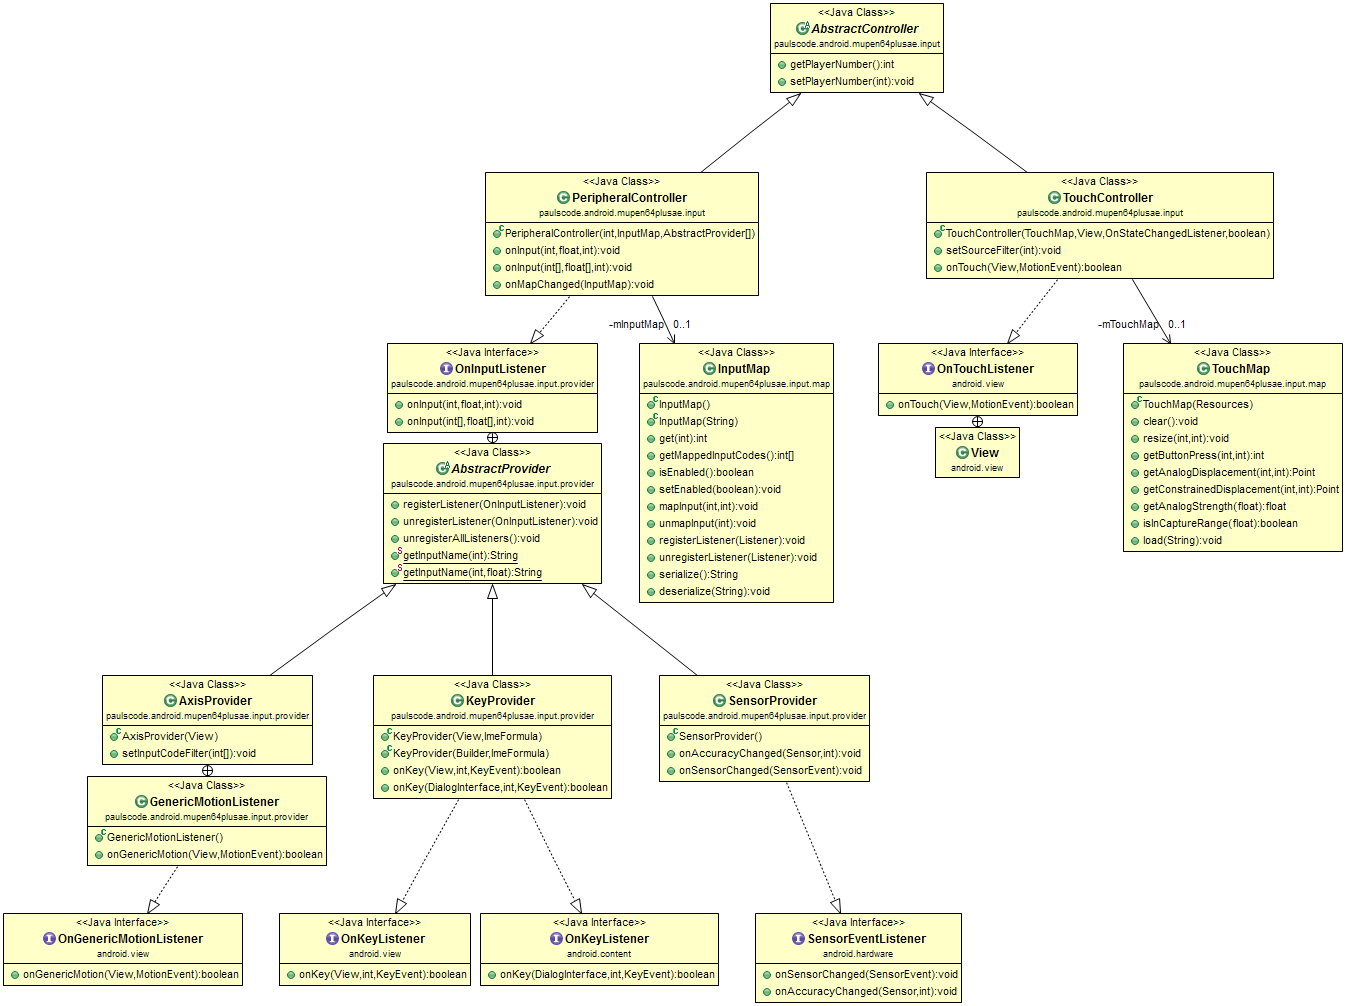 <<Java Class>>
AbstractController
paulscode.android.mupen64plusae.input
getPlayerNumber():int
setPlayerNumber(int):void
<<Java Class>>
PeripheralController
paulscode.android.mupen64plusae.input
PeripheralController(int,InputMap,AbstractProvider[])
onInput(int,float,int):void
onInput(int[],float[],int):void
onMapChanged(InputMap):void
<<Java Class>>
TouchController
paulscode.android.mupen64plusae.input
TouchController(TouchMap,View,OnStateChangedListener,boolean)
setSourceFilter(int):void
onTouch(View,MotionEvent):boolean
-mInputMap 0..1
-mTouchMap 0..1
<<Java Interface>>
OnInputListener
paulscode.android.mupen64plusae.input.provider
onInput(int,float,int):void
onInput(int[],float[],int):void
<<Java Class>>
InputMap
paulscode.android.mupen64plusae.input.map
InputMap()
InputMap(String)
get(int):int
getMappedInputCodes():int[]
isEnabled():boolean
setEnabled(boolean):void
mapInput(int,int):void
unmapInput(int):void
registerListener(Listener):void
unregisterListener(Listener):void
serialize():String
deserialize(String):void
<<Java Interface>>
OnTouchListener
android.view
onTouch(View,MotionEvent):boolean
<<Java Class>>
View
android.view
<<Java Class>>
TouchMap
paulscode.android.mupen64plusae.input.map
TouchMap(Resources)
clear():void
resize(int,int):void
getButtonPress(int,int):int
getAnalogDisplacement(int,int):Point
getConstrainedDisplacement(int,int):Point
getAnalogStrength(float):float
isInCaptureRange(float):boolean
load(String):void
<<Java Class>>
AbstractProvider
paulscode.android.mupen64plusae.input.provider
registerListener(OnInputListener):void
unregisterListener(OnInputListener):void
unregisterAllListeners():void
getInputName(int):String
getInputName(int,float):String
<<Java Class>>
AxisProvider
paulscode.android.mupen64plusae.input.provider
AxisProvider(View)
setInputCodeFilter(int[]):void
<<Java Class>>
GenericMotionListener
paulscode.android.mupen64plusae.input.provider
GenericMotionListener()
onGenericMotion(View,MotionEvent):boolean
<<Java Class>>
KeyProvider
paulscode.android.mupen64plusae.input.provider
KeyProvider(View,ImeFormula)
KeyProvider(Builder,ImeFormula)
onKey(View,int,KeyEvent):boolean
onKey(DialogInterface,int,KeyEvent):boolean
<<Java Class>>
SensorProvider
paulscode.android.mupen64plusae.input.provider
SensorProvider()
onAccuracyChanged(Sensor,int):void
onSensorChanged(SensorEvent):void
<<Java Interface>>
OnGenericMotionListener
android.view
onGenericMotion(View,MotionEvent):boolean
<<Java Interface>>
OnKeyListener
android.view
onKey(View,int,KeyEvent):boolean
<<Java Interface>>
OnKeyListener
android.content
onKey(DialogInterface,int,KeyEvent):boolean
<<Java Interface>>
SensorEventListener
android.hardware
onSensorChanged(SensorEvent):void
onAccuracyChanged(Sensor,int):void